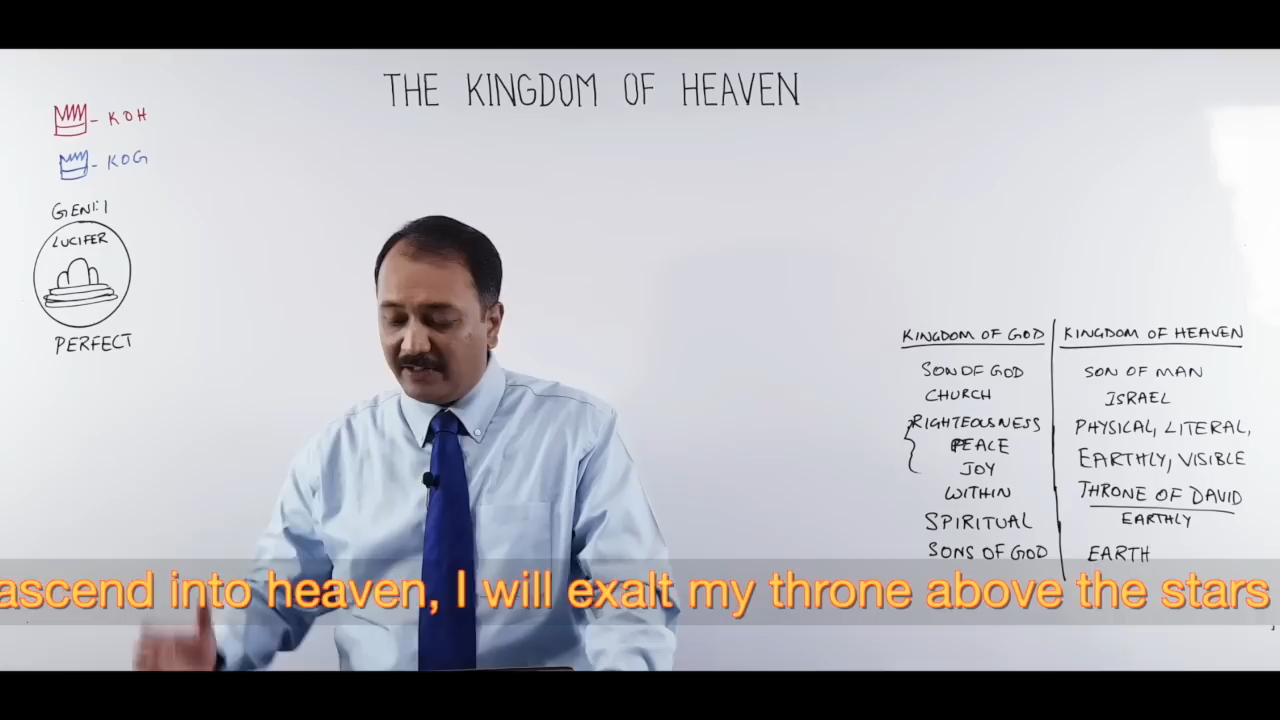 THE KINGDOM OF HEAVEN
- KOH
- KOG
GEN1:1
LUCIFER
PERFECT
KINGDOM OF GOD
SON OF GOD
CHURCH
RIGHTEOUSNESS
PEACE
JOY
WITHIN
SPIRITUAL
SONS OF GOD
KINGDOM OF HEAVEN
SON OF MAN
ISRAEL
PHYSICAL, LITERAL,
EARTHLY, VISIBLE
THRONE OF DAVID
EARTHLY
EARTH
ascend into heaven, I will exalt my throne above the stars